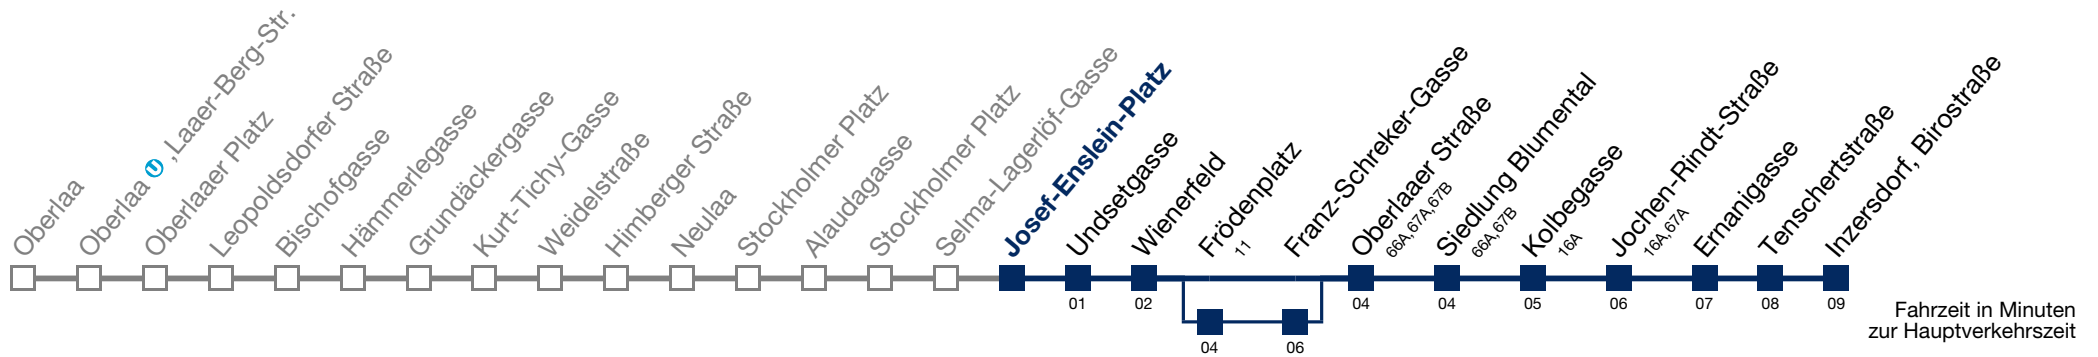 Oberlaa
Oberlaa U, Laaer-Berg-Str.
Oberlaaer Platz
Leopoldsdorfer Straße
Bischofgasse
Hämmerlegasse
Grundäckergasse
Kurt-Tichy-Gasse
Weidelstraße
Himberger Straße
Neulaa
Stockholmer Platz
Alaudagasse
Stockholmer Platz
Selma-Lagerlöf-Gasse
Josef-Enslein-Platz
Undsetgasse
01
Wienerfeld
02
Frödenplatz
11
04
Franz-Schreker-Gasse
06
Oberlaaer Straße
66A,67A,67B
04
Siedlung Blumental
66A,67B
04
Kolbegasse
16A
05
Jochen-Rindt-Straße
16A,67A
06
Ernanigasse
07
Tenschertstraße
08
Inzersdorf, Birostraße
09
Fahrzeit in Minuten
zur Hauptverkehrszeit